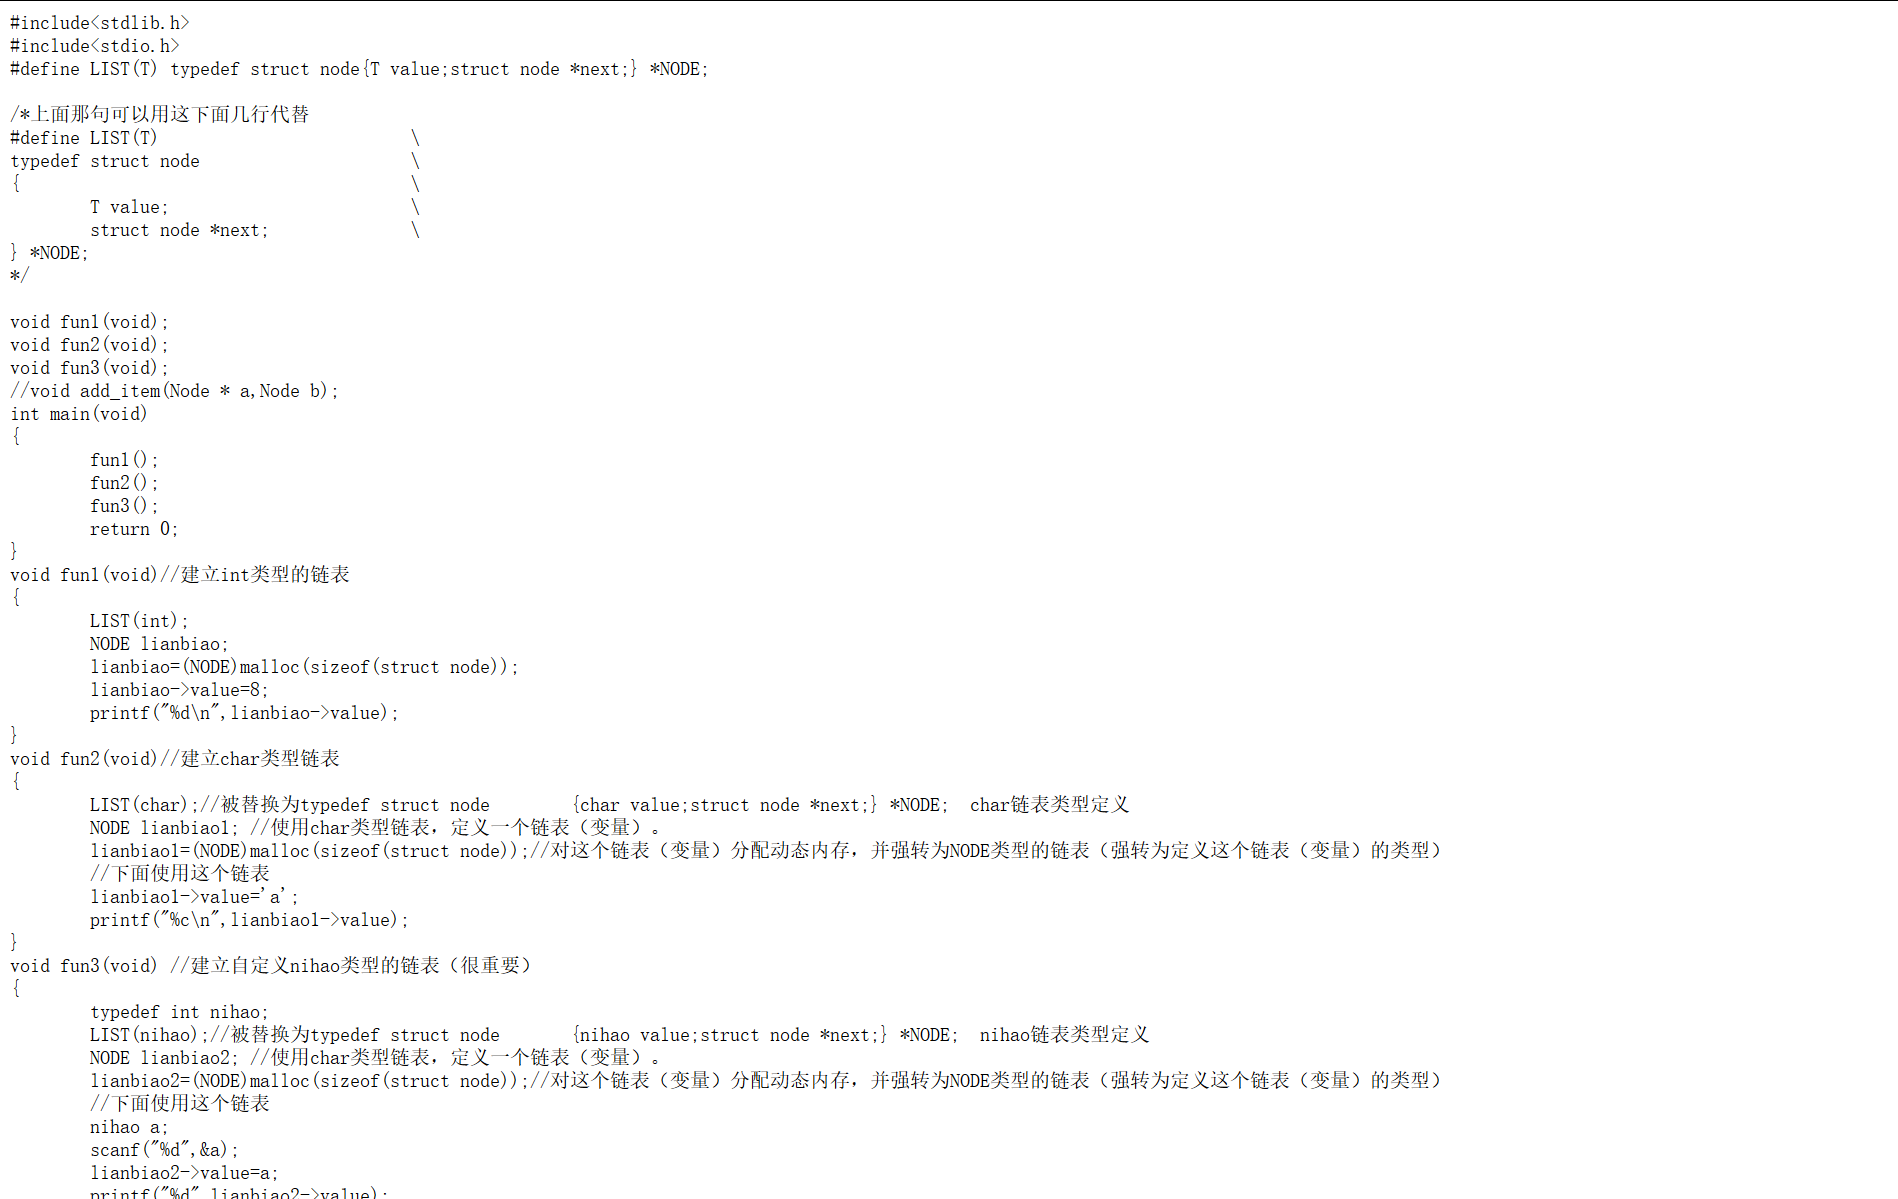 #include<stdlib.h>
#include<stdio.h>
#define LIST(T) typedef struct node{T value;struct node *next;} *NODE;
/*上面那句可以用这下面几行代替
#define LIST(T) \
typedef struct node \
{ \
T value; \
struct node *next; \
} *NODE;
*/
void fun1(void);
void fun2(void);
void fun3(void);
//void add_item(Node * a,Node b);
int main(void)
{
fun1();
fun2();
fun3();
return 0;
}
void fun1(void)//建立int类型的链表
{
LIST(int);
NODE lianbiao;
lianbiao=(NODE)malloc(sizeof(struct node));
lianbiao->value=8;
printf("%d\n",lianbiao->value);
}
void fun2(void)//建立char类型链表
{
LIST(char);//被替换为typedef struct node {char value;struct node *next;} *NODE; char链表类型定义
NODE lianbiao1; //使用char类型链表，定义一个链表（变量）。
lianbiao1=(NODE)malloc(sizeof(struct node));//对这个链表（变量）分配动态内存，并强转为NODE类型的链表（强转为定义这个链表（变量）的类型）
//下面使用这个链表
lianbiao1->value='a';
printf("%c\n",lianbiao1->value);
}
void fun3(void) //建立自定义nihao类型的链表（很重要）
{
typedef int nihao;
LIST(nihao);//被替换为typedef struct node {nihao value;struct node *next;} *NODE; nihao链表类型定义
NODE lianbiao2; //使用char类型链表，定义一个链表（变量）。
lianbiao2=(NODE)malloc(sizeof(struct node));//对这个链表（变量）分配动态内存，并强转为NODE类型的链表（强转为定义这个链表（变量）的类型）
//下面使用这个链表
nihao a;
scanf("%d",&a);
lianbiao2->value=a;
printf("%d",lianbiao2->value);